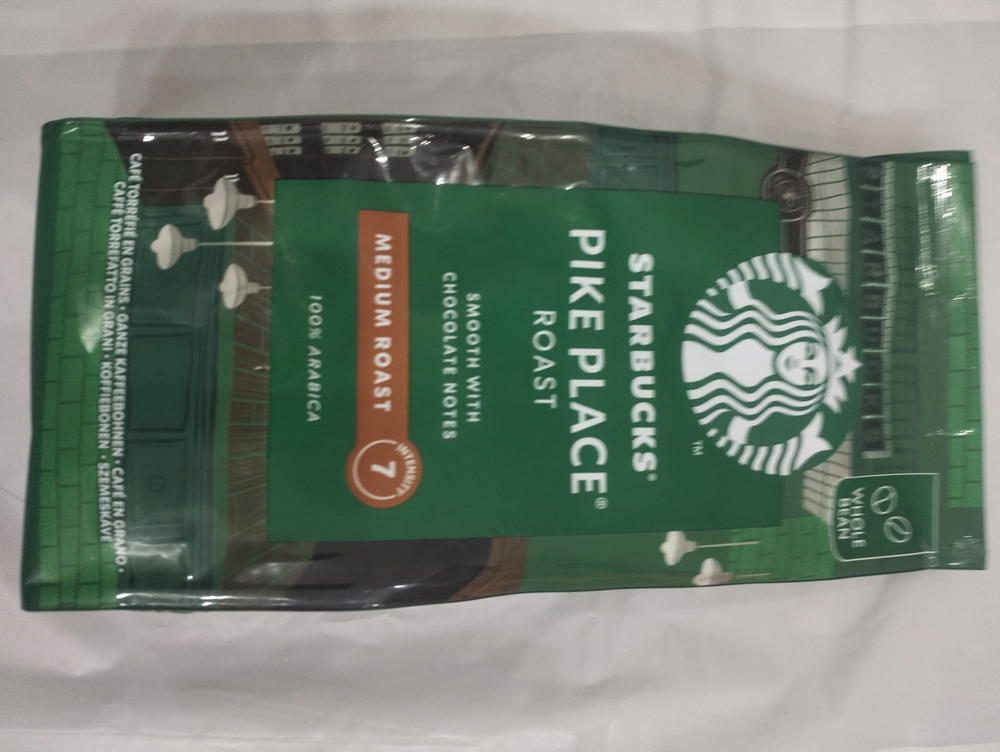 WHOLE
BEAN
TM
STARBUCKS®
PIKE PLACE®
ROAST
SMOOTH WITH
CHOCOLATE NOTES
MEDIUM ROAST
INTENSITY
7
100% ARABICA
CAFÉ TORRÉFIÉ EN GRAINS • GANZE KAFFEEBOHNEN • CAFÉ EN GRANO •
CAFFÈ TORREFATTO IN GRANI • KOFFIEBONEN • SZEMESKÁVÉ